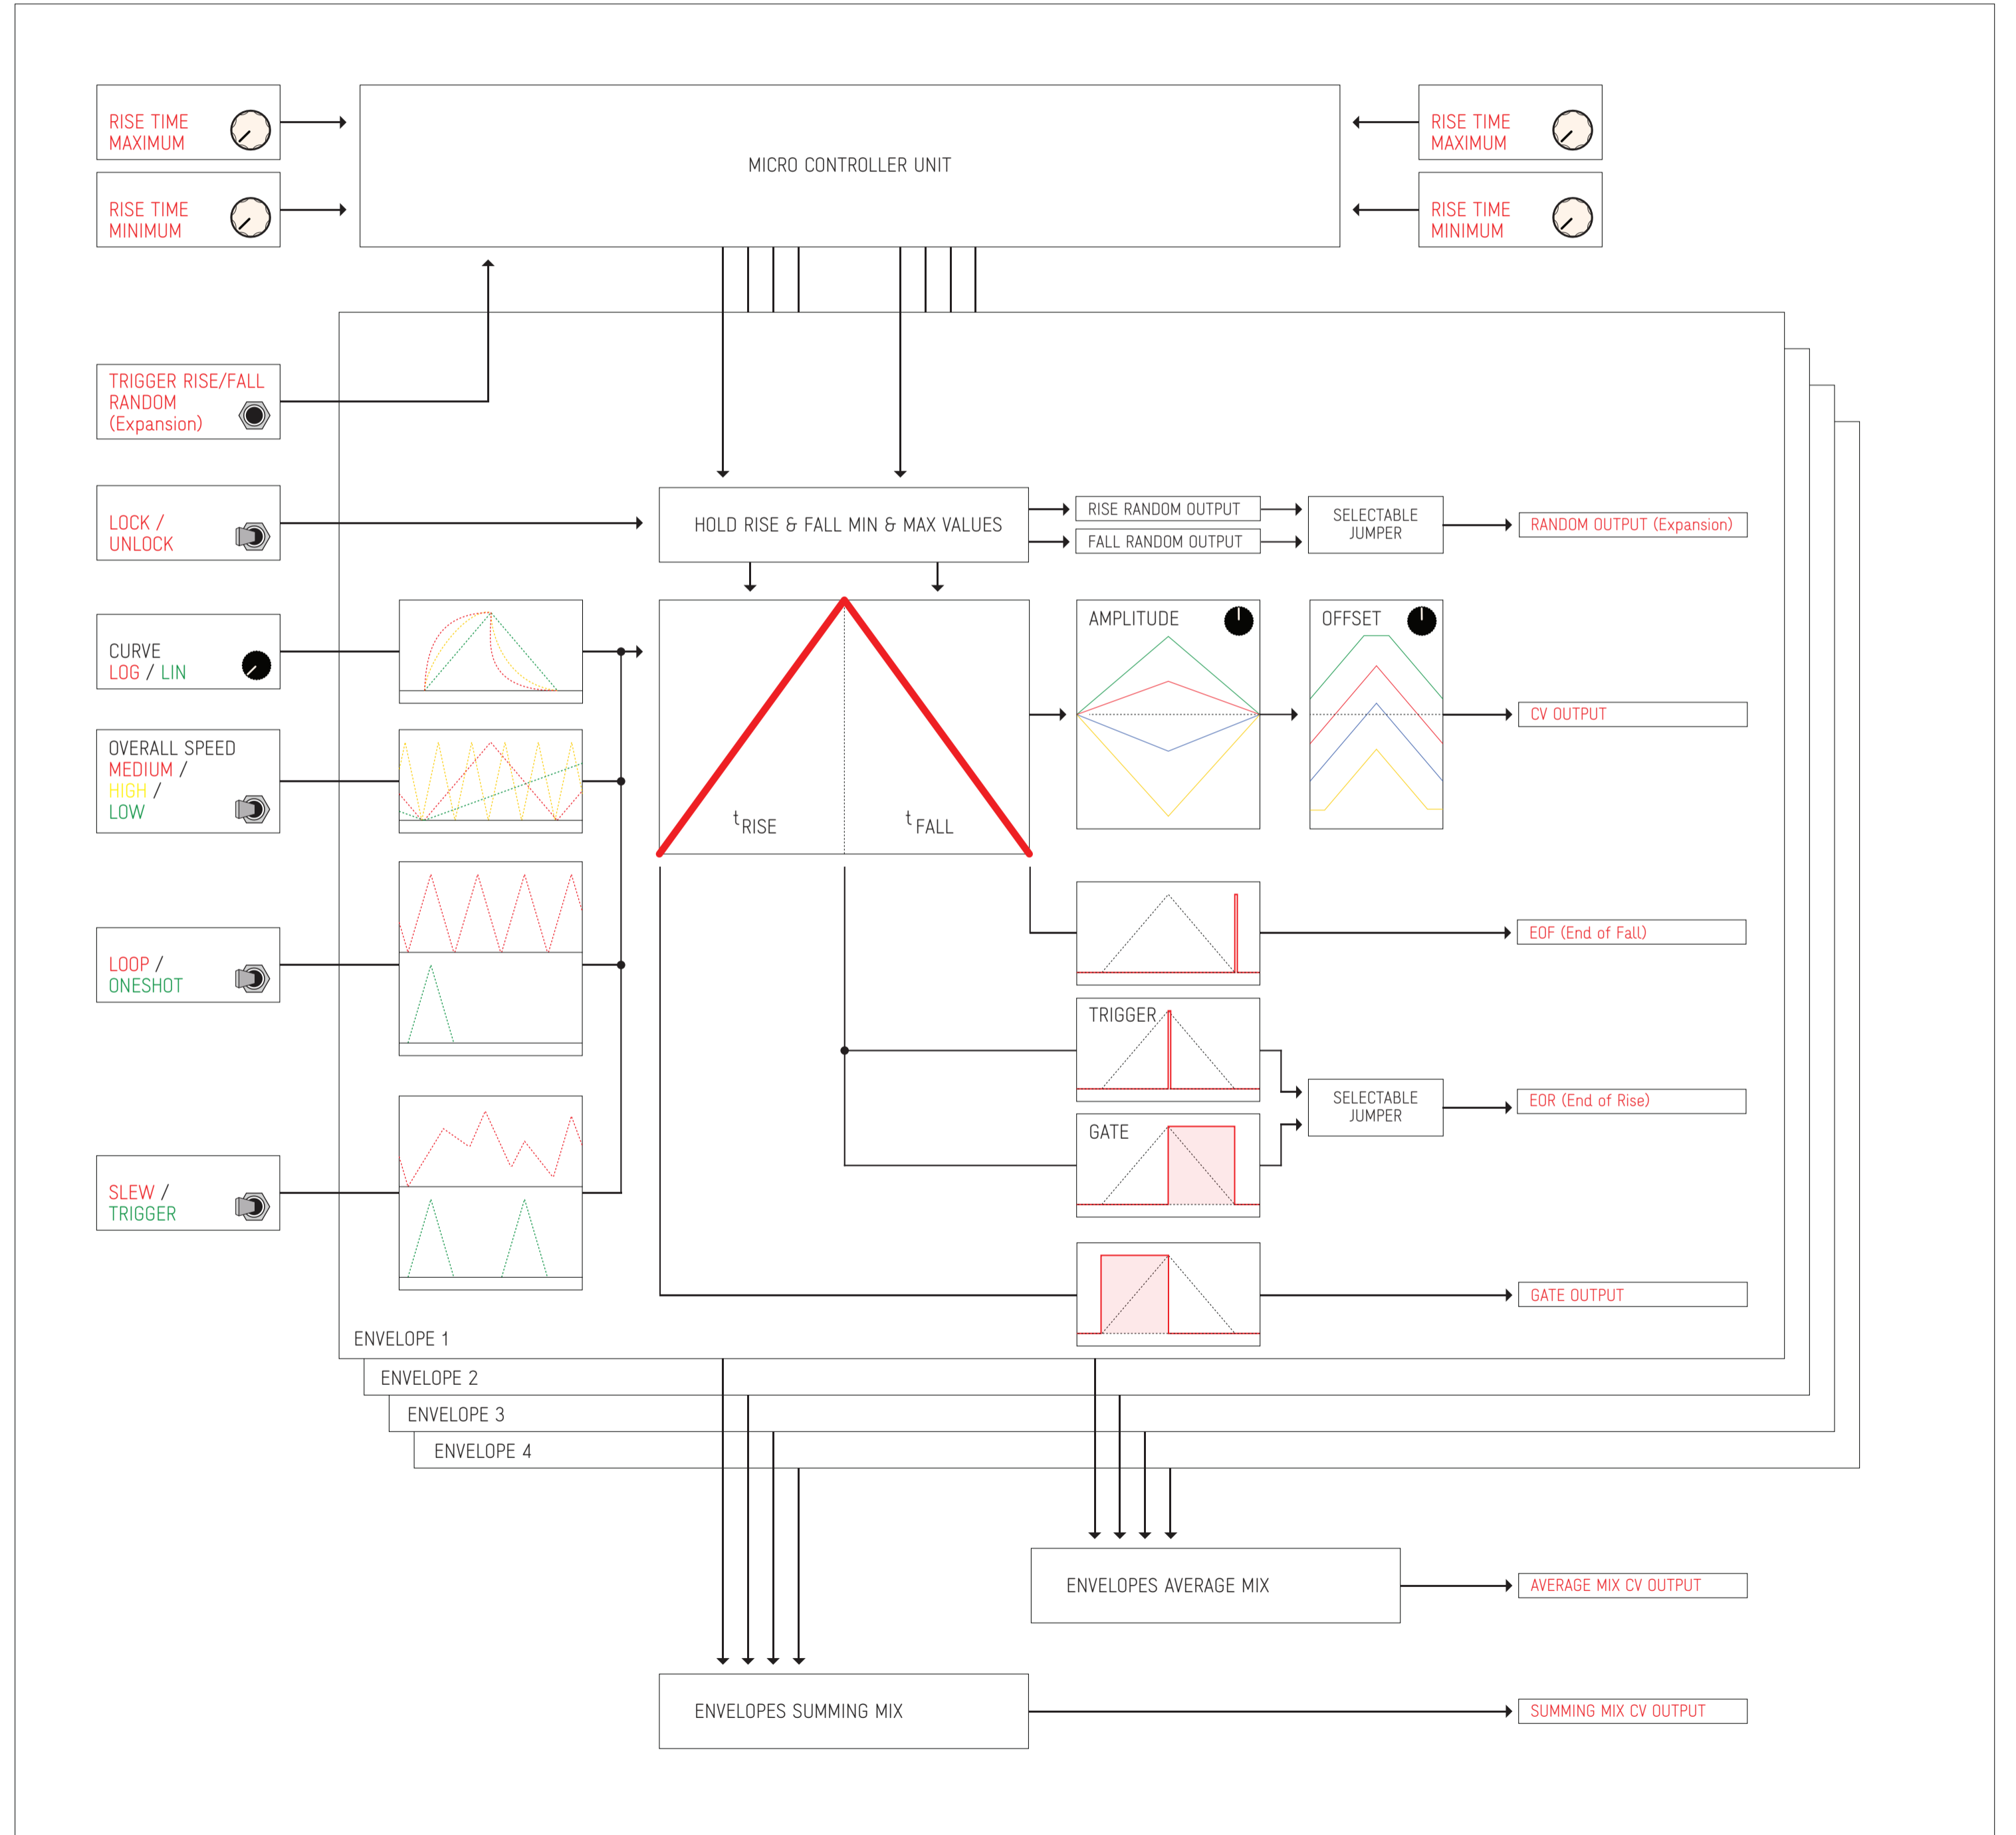 RISE TIME
MAXIMUM
RISE TIME
MINIMUM
MICRO CONTROLLER UNIT
RISE TIME
MAXIMUM
RISE TIME
MINIMUM
TRIGGER RISE/FALL
RANDOM
(Expansion)
LOCK /
UNLOCK
HOLD RISE & FALL MIN & MAX VALUES
RISE RANDOM OUTPUT
FALL RANDOM OUTPUT
SELECTABLE
JUMPER
RANDOM OUTPUT (Expansion)
CURVE
LOG / LIN
OVERALL SPEED
MEDIUM /
HIGH /
LOW
t RISE
t FALL
AMPLITUDE
OFFSET
CV OUTPUT
LOOP /
ONESHOT
EOF (End of Fall)
TRIGGER
GATE
SELECTABLE
JUMPER
EOR (End of Rise)
SLEW /
TRIGGER
GATE OUTPUT
ENVELOPE 1
ENVELOPE 2
ENVELOPE 3
ENVELOPE 4
ENVELOPES AVERAGE MIX
AVERAGE MIX CV OUTPUT
ENVELOPES SUMMING MIX
SUMMING MIX CV OUTPUT